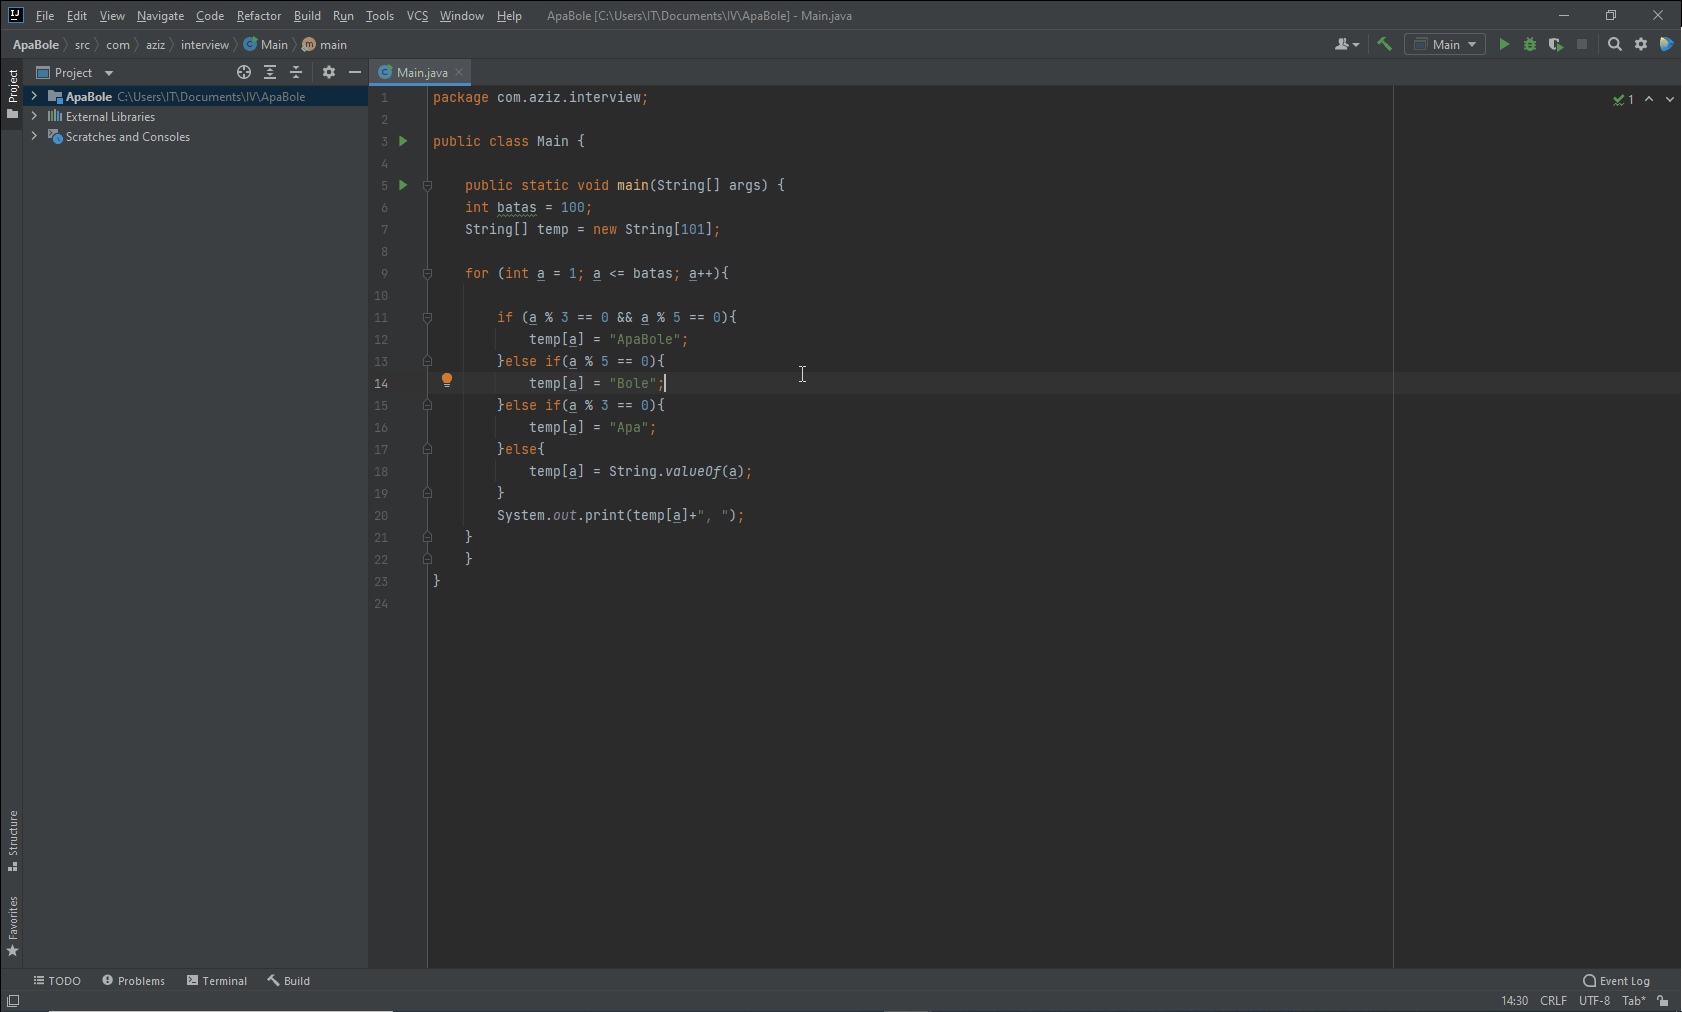 File Edit View Navigate Code Refactor Build Run Tools VCS Window Help ApaBole [C:\Users\IT\Documents\IV\ApaBole] - Main.java
ApaBole src com aziz interview Main main Main
Project Main.java
ApaBole C:\Users\IT\Documents\IV\ApaBole
External Libraries
Scratches and Consoles
Project
Structure
Favorites
1 package com.aziz.interview;
2
3 public class Main {
4
5     public static void main(String[] args) {
6     int batas = 100;
7     String[] temp = new String[101];
8
9     for (int a = 1; a <= batas; a++){
10
11         if (a % 3 == 0 && a % 5 == 0){
12             temp[a] = "ApaBole";
13         }else if(a % 5 == 0){
14             temp[a] = "Bole";
15         }else if(a % 3 == 0){
16             temp[a] = "Apa";
17         }else{
18             temp[a] = String.valueOf(a);
19         }
20         System.out.print(temp[a]+", ");
21     }
22     }
23 }
24
1
TODO Problems Terminal Build Event Log
14:30 CRLF UTF-8 Tab*